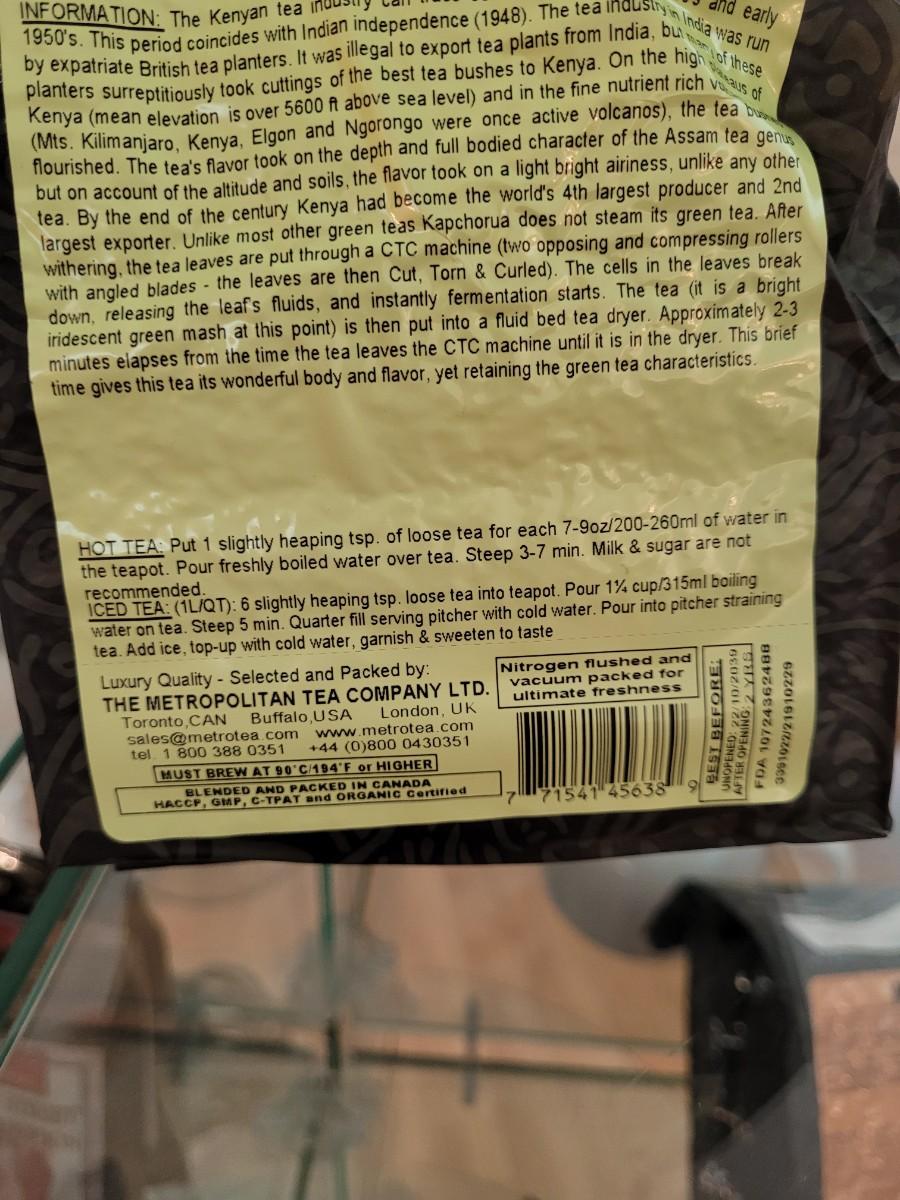 INFORMATION: The Kenyan tea industry can and early
1950's. This period coincides with Indian independence (1948). The tea industry in India was run
by expatriate British tea planters. It was illegal to export tea plants from India, but many of these
planters surreptitiously took cuttings of the best tea bushes to Kenya. On the high plateaus of
Kenya (mean elevation is over 5600 ft above sea level) and in the fine nutrient rich
(Mts. Kilimanjaro, Kenya, Elgon and Ngorongo were once active volcanos), the tea
flourished. The tea's flavor took on the depth and full bodied character of the Assam tea genus
but on account of the altitude and soils, the flavor took on a light bright airiness, unlike any other
tea. By the end of the century Kenya had become the world's 4th largest producer and 2nd
largest exporter. Unlike most other green teas Kapchorua does not steam its green tea. After
withering, the tea leaves are put through a CTC machine (two opposing and compressing rollers
with angled blades - the leaves are then Cut, Torn & Curled). The cells in the leaves break
down, releasing the leaf's fluids, and instantly fermentation starts. The tea (it is a bright
iridescent green mash at this point) is then put into a fluid bed tea dryer. Approximately 2-3
minutes elapses from the time the tea leaves the CTC machine until it is in the dryer. This brief
time gives this tea its wonderful body and flavor, yet retaining the green tea characteristics.
HOT TEA: Put 1 slightly heaping tsp. of loose tea for each 7-9oz/200-260ml of water in
the teapot. Pour freshly boiled water over tea. Steep 3-7 min. Milk & sugar are not
recommended.
ICED TEA: (1L/QT): 6 slightly heaping tsp. loose tea into teapot. Pour 1¼ cup/315ml boiling
water on tea. Steep 5 min. Quarter fill serving pitcher with cold water. Pour into pitcher straining
tea. Add ice, top-up with cold water, garnish & sweeten to taste
Luxury Quality - Selected and Packed by:
THE METROPOLITAN TEA COMPANY LTD.
Toronto,CAN Buffalo,USA London, UK
sales@metrotea.com www.metrotea.com
tel. 1 800 388 0351 +44 (0)800 0430351
MUST BREW AT 90°C/194°F or HIGHER
BLENDED AND PACKED IN CANADA
HACCP, GMP, C-TPAT and ORGANIC Certified
Nitrogen flushed and
vacuum packed for
ultimate freshness
7 71541 45638 9
BEST BEFORE:
UNOPENED: 22/10/2039
AFTER OPENING: 2 YRS.
FDA 19724362488
3391022/21910229